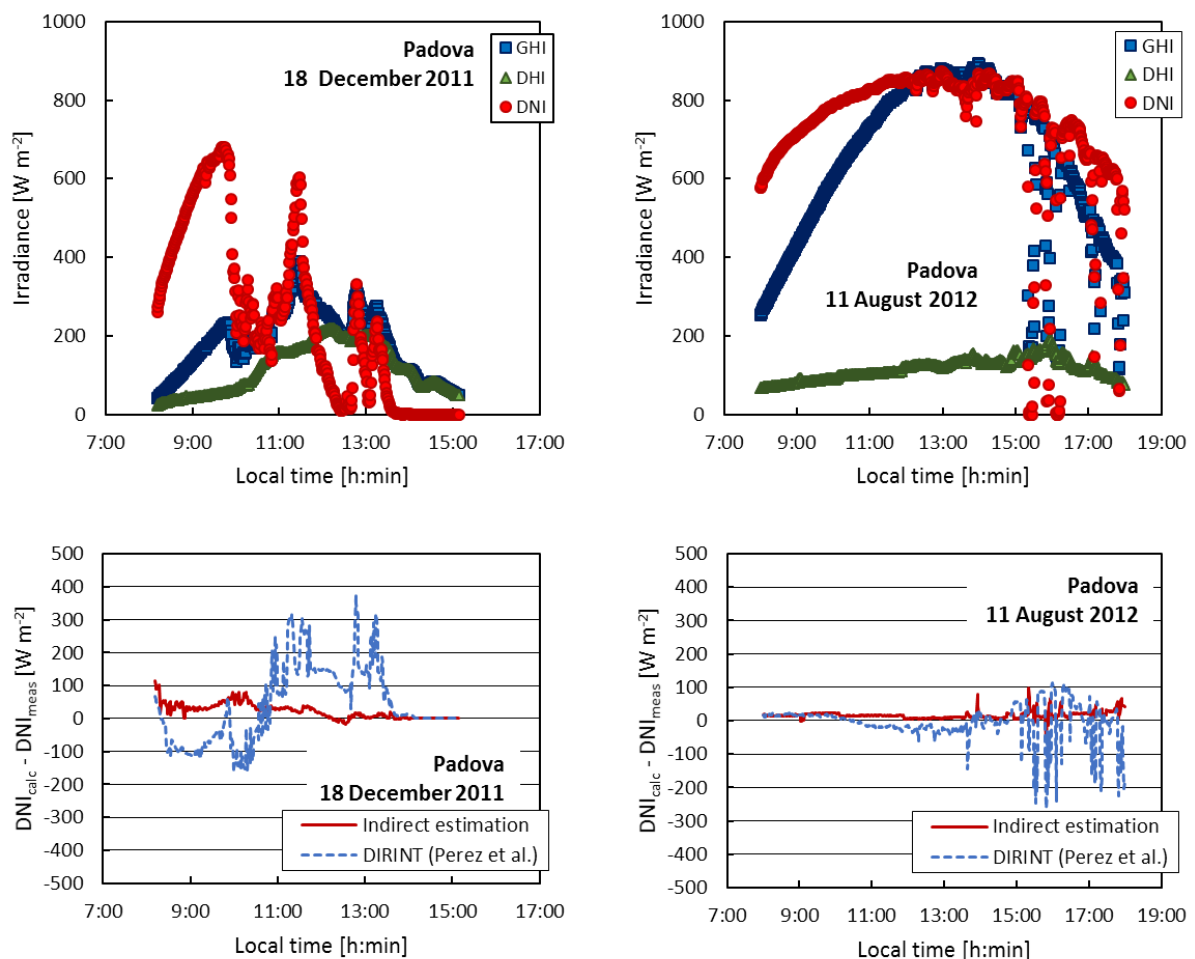 1000
800
600
400
200
0
Irradiance [W m-2]
Padova
18 December 2011
GHI
DHI
DNI
7:00 9:00 11:00 13:00 15:00 17:00
Local time [h:min]
1000
800
600
400
200
0
Irradiance [W m-2]
GHI
DHI
DNI
Padova
11 August 2012
7:00 9:00 11:00 13:00 15:00 17:00 19:00
Local time [h:min]
500
400
300
200
100
0
-100
-200
-300
-400
-500
DNIcalc - DNImeas [W m-2]
Padova
18 December 2011
Indirect estimation
DIRINT (Perez et al.)
7:00 9:00 11:00 13:00 15:00 17:00
Local time [h:min]
500
400
300
200
100
0
-100
-200
-300
-400
-500
DNIcalc - DNImeas [W m-2]
Padova
11 August 2012
Indirect estimation
DIRINT (Perez et al.)
7:00 9:00 11:00 13:00 15:00 17:00 19:00
Local time [h:min]